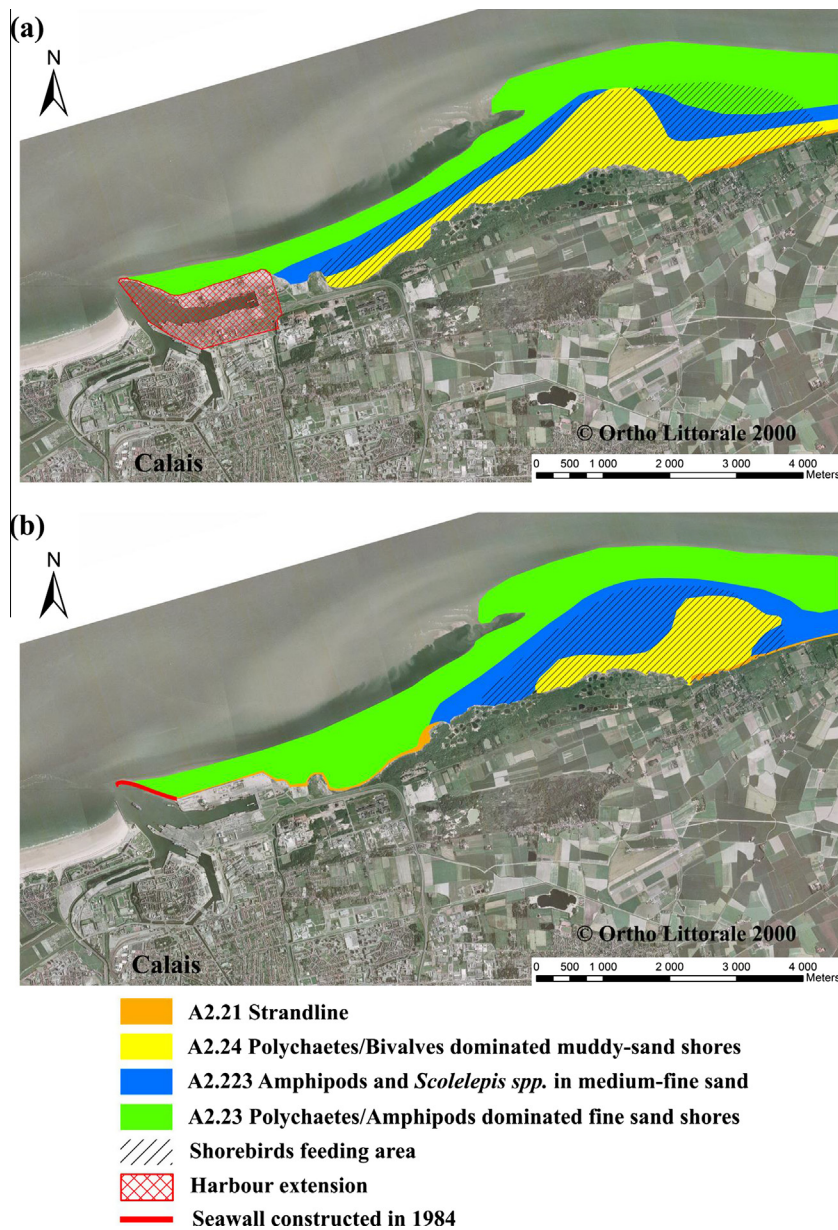 (a)
N
Calais
© Ortho Littorale 2000
0 500 1 000 2 000 3 000 4 000
Meters
(b)
N
Calais
© Ortho Littorale 2000
0 500 1 000 2 000 3 000 4 000
Meters
A2.21 Strandline
A2.24 Polychaetes/Bivalves dominated muddy-sand shores
A2.223 Amphipods and Scolelepis spp. in medium-fine sand
A2.23 Polychaetes/Amphipods dominated fine sand shores
Shorebirds feeding area
Harbour extension
Seawall constructed in 1984